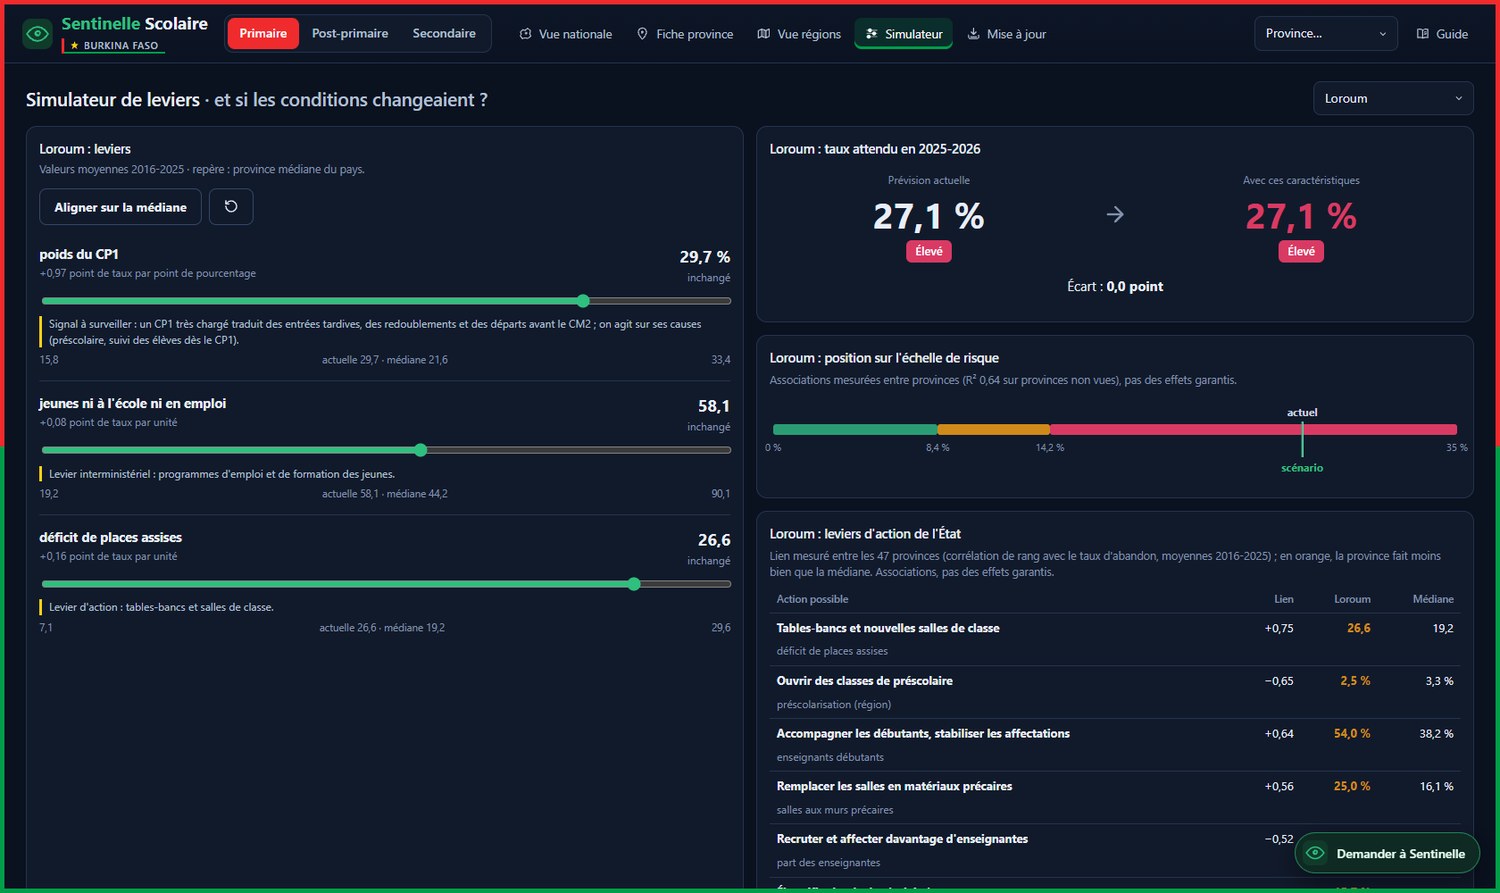 Sentinelle Scolaire
★ BURKINA FASO
Primaire
Post-primaire
Secondaire
Vue nationale
Fiche province
Vue régions
Simulateur
Mise à jour
Province...
Guide
Simulateur de leviers · et si les conditions changeaient ?
Loroum
Loroum : leviers
Valeurs moyennes 2016-2025 · repère : province médiane du pays.
Aligner sur la médiane
poids du CP1
29,7 %
+0,97 point de taux par point de pourcentage
inchangé
Signal à surveiller : un CP1 très chargé traduit des entrées tardives, des redoublements et des départs avant le CM2 ; on agit sur ses causes
(préscolaire, suivi des élèves dès le CP1).
15,8
actuelle 29,7 · médiane 21,6
33,4
jeunes ni à l'école ni en emploi
58,1
+0,08 point de taux par unité
inchangé
Levier interministériel : programmes d'emploi et de formation des jeunes.
19,2
actuelle 58,1 · médiane 44,2
90,1
déficit de places assises
26,6
+0,16 point de taux par unité
inchangé
Levier d'action : tables-bancs et salles de classe.
7,1
actuelle 26,6 · médiane 19,2
29,6
Loroum : taux attendu en 2025-2026
Prévision actuelle
Avec ces caractéristiques
27,1 %
27,1 %
Élevé
Élevé
Écart : 0,0 point
Loroum : position sur l'échelle de risque
Associations mesurées entre provinces (R² 0,64 sur provinces non vues), pas des effets garantis.
actuel
0 %
8,4 %
14,2 %
35 %
scénario
Loroum : leviers d'action de l'État
Lien mesuré entre les 47 provinces (corrélation de rang avec le taux d'abandon, moyennes 2016-2025) ; en orange, la province fait moins
bien que la médiane. Associations, pas des effets garantis.
Action possible
Lien
Loroum
Médiane
Tables-bancs et nouvelles salles de classe
+0,75
26,6
19,2
déficit de places assises
Ouvrir des classes de préscolaire
−0,65
2,5 %
3,3 %
préscolarisation (région)
Accompagner les débutants, stabiliser les affectations
+0,64
54,0 %
38,2 %
enseignants débutants
Remplacer les salles en matériaux précaires
+0,56
25,0 %
16,1 %
salles aux murs précaires
Recruter et affecter davantage d'enseignantes
−0,52
part des enseignantes
Demander à Sentinelle